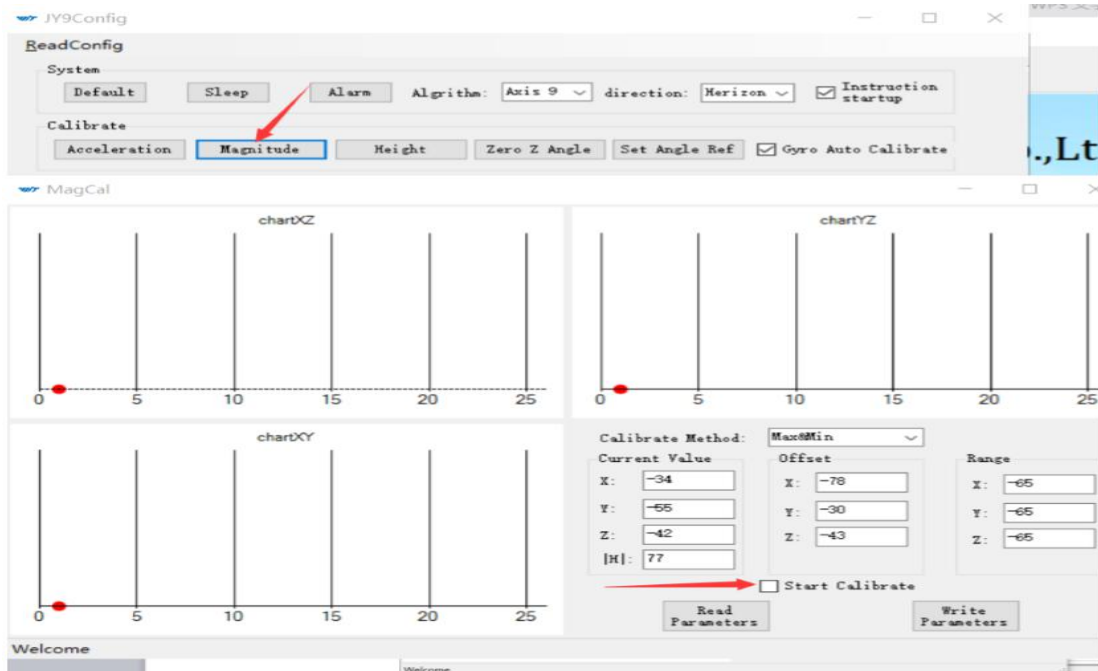 JY9Config
ReadConfig
System
Default Sleep Alarm Algrithm: Axis 9 direction: Horizon Instruction startup
Calibrate
Acceleration Magnitude Height Zero Z Angle Set Angle Ref Gyro Auto Calibrate
.,Lt
MagCal
chartXZ chartYZ
0 5 10 15 20 25 0 5 10 15 20 25
chartXY
Calibrate Method: Max&Min
Current Value Offset Range
X: -34 X: -78 X: -65
Y: -55 Y: -30 Y: -65
Z: -42 Z: -43 Z: -65
|H|: 77
Start Calibrate
0 5 10 15 20 25
Read Parameters Write Parameters
Welcome
Welcome